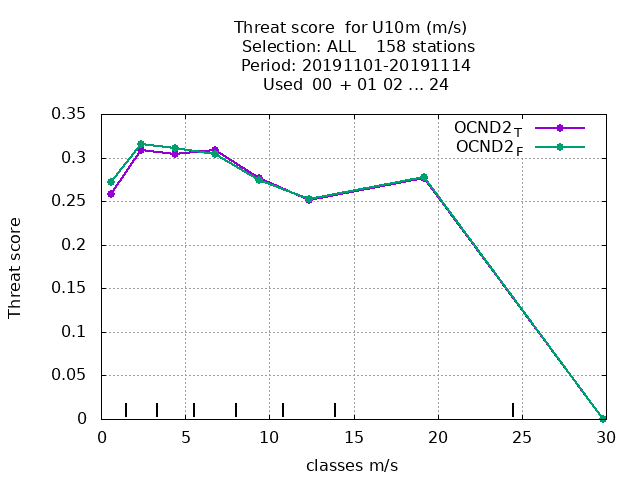 Threat score  for U10m (m/s)
Selection: ALL    158 stations
Period: 20191101-20191114
Used  00  + 01 02 ... 24
OCND2T
OCND2F
0.35
0.3
0.25
0.2
0.15
0.1
0.05
0
Threat score
0 5 10 15 20 25 30
classes m/s